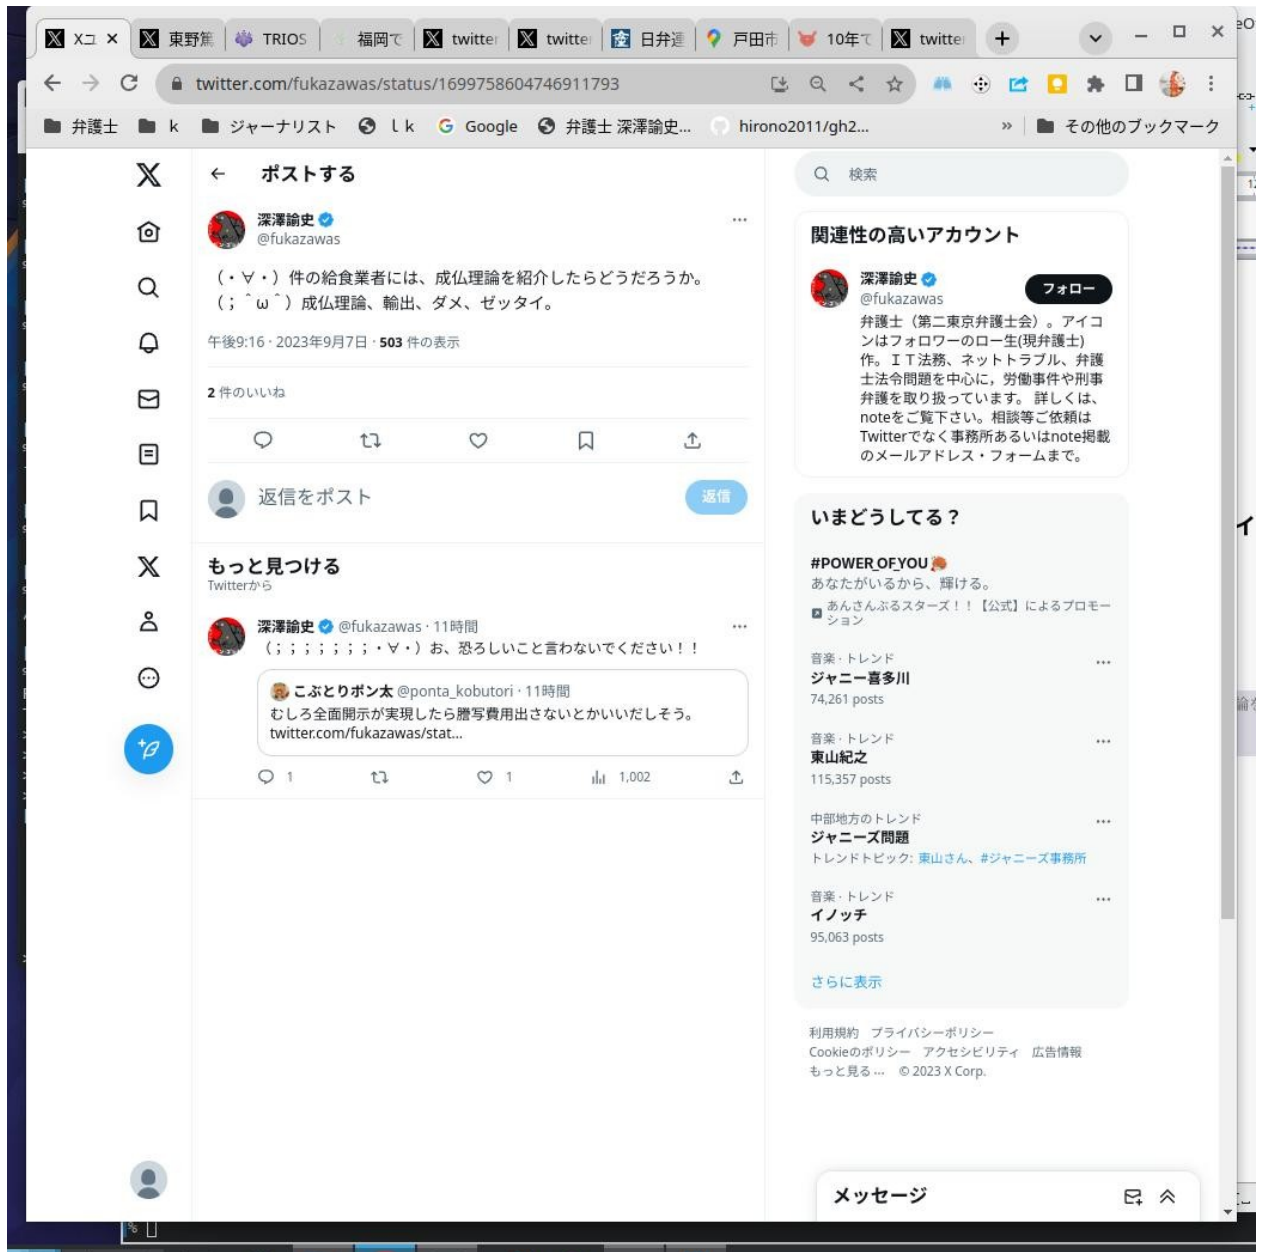 Xユ
東野篤
TRIOS
福岡で
twitter
twitter
日弁連
戸田市
10年て
twitter
twitter.com/fukazawas/status/1699758604746911793
弁護士
k
ジャーナリスト
l k
Google
弁護士 深澤諭史...
hirono2011/gh2...
»
その他のブックマーク
ポストする
深澤諭史
@fukazawas
(・∀・)件の給食業者には、成仏理論を紹介したらどうだろうか。
(;＾ω＾)成仏理論、輸出、ダメ、ゼッタイ。
午後9:16 · 2023年9月7日 · 503 件の表示
2 件のいいね
返信をポスト
返信
もっと見つける
Twitterから
深澤諭史 @fukazawas · 11時間
(；；；；；；；・∀・)お、恐ろしいこと言わないでください！！
こぶとりポン太 @ponta_kobutori · 11時間
むしろ全面開示が実現したら謄写費用出さないとかいいだしそう。
twitter.com/fukazawas/stat...
1
1
1,002
検索
関連性の高いアカウント
深澤諭史
@fukazawas
フォロー
弁護士（第二東京弁護士会）。アイコ
ンはフォロワーのロー生(現弁護士)
作。ＩＴ法務、ネットトラブル、弁護
士法令問題を中心に，労働事件や刑事
弁護を取り扱っています。 詳しくは、
noteをご覧下さい。相談等ご依頼は
Twitterでなく事務所あるいはnote掲載
のメールアドレス・フォームまで。
いまどうしてる？
#POWER_OF_YOU
あなたがいるから、輝ける。
あんさんぶるスターズ！！【公式】によるプロモー
ション
音楽 · トレンド
ジャニー喜多川
74,261 posts
音楽 · トレンド
東山紀之
115,357 posts
中部地方のトレンド
ジャニーズ問題
トレンドトピック: 東山さん、#ジャニーズ事務所
音楽 · トレンド
イノッチ
95,063 posts
さらに表示
利用規約 プライバシーポリシー
Cookieのポリシー アクセシビリティ 広告情報
もっと見る ... © 2023 X Corp.
メッセージ
%